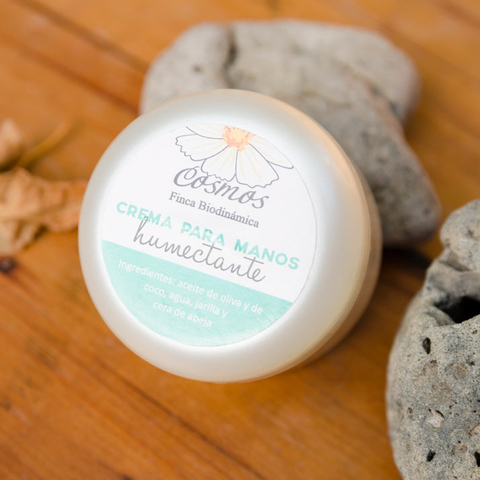 Cosmos
Finca Biodinámica
CREMA PARA MANOS
humectante
Ingredientes: aceite de oliva y de
coco, agua, jarilla y
cera de abeja